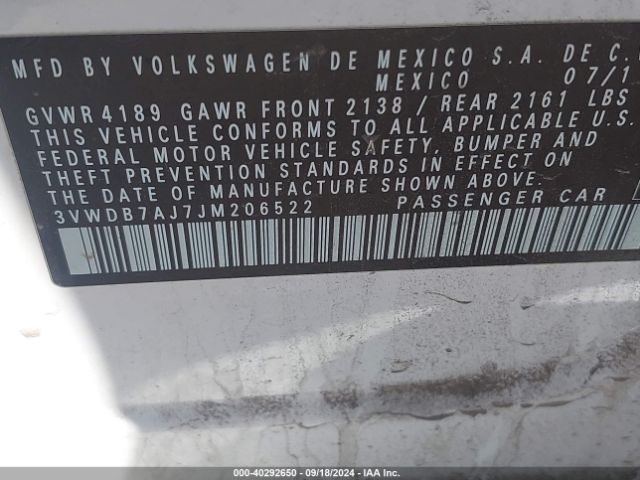 MFD BY VOLKSWAGEN DE MEXICO S.A. DE C.
MEXICO 07/1
GVWR 4189 GAWR FRONT 2138 / REAR 2161 LBS
THIS VEHICLE CONFORMS TO ALL APPLICABLE U.S.
FEDERAL MOTOR VEHICLE SAFETY, BUMPER AND
THEFT PREVENTION STANDARDS IN EFFECT ON
THE DATE OF MANUFACTURE SHOWN ABOVE.
3VWDB7AJ7JM206522 PASSENGER CAR
000-40292650 - 09/18/2024 - IAA Inc.